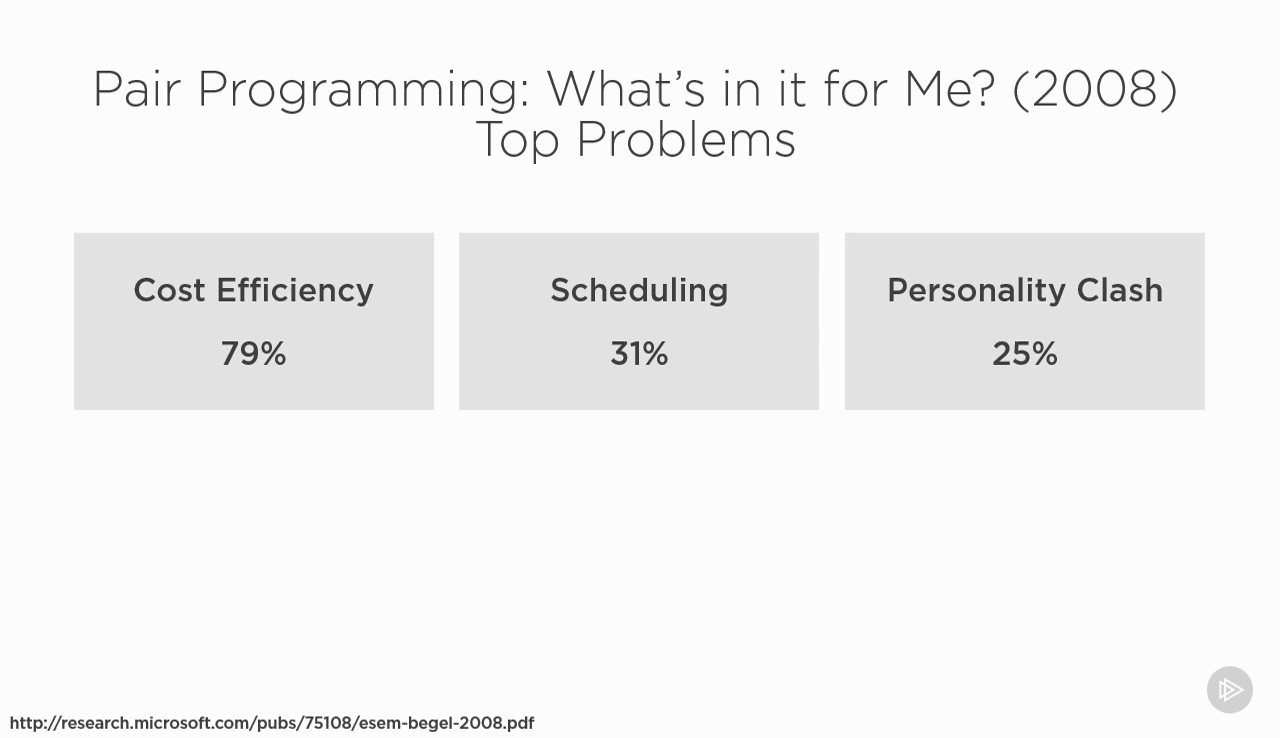 Pair Programming: What's in it for Me? (2008)
Top Problems
Cost Efficiency
79%
Scheduling
31%
Personality Clash
25%
http://research.microsoft.com/pubs/75108/esem-begel-2008.pdf